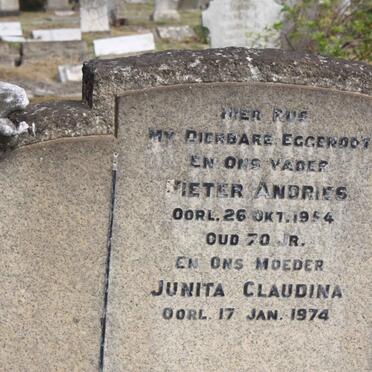 HIER RUS
MY DIERBARE EGGENOOT
EN ONS VADER
PIETER ANDRIES
OORL. 26 OKT. 1954
OUD 70 JR.
EN ONS MOEDER
JUNITA CLAUDINA
OORL. 17 JAN. 1974